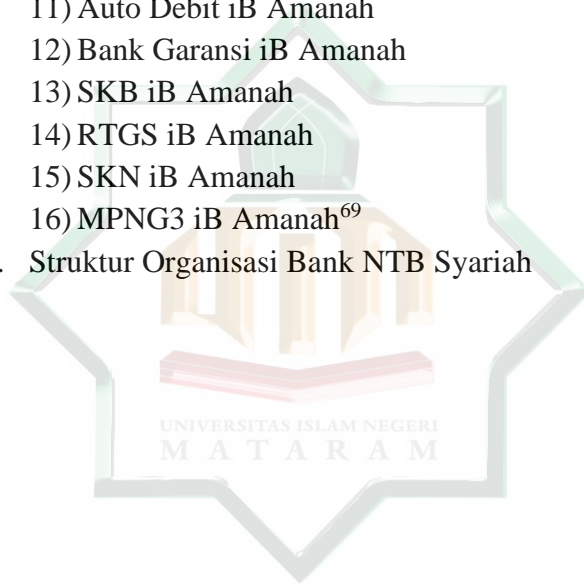 11) Auto Debit iB Amanah
12) Bank Garansi iB Amanah
13) SKB iB Amanah
14) RTGS iB Amanah
15) SKN iB Amanah
16) MPNG3 iB Amanah⁶⁹
. Struktur Organisasi Bank NTB Syariah
UNIVERSITAS ISLAM NEGERI
MATARAM